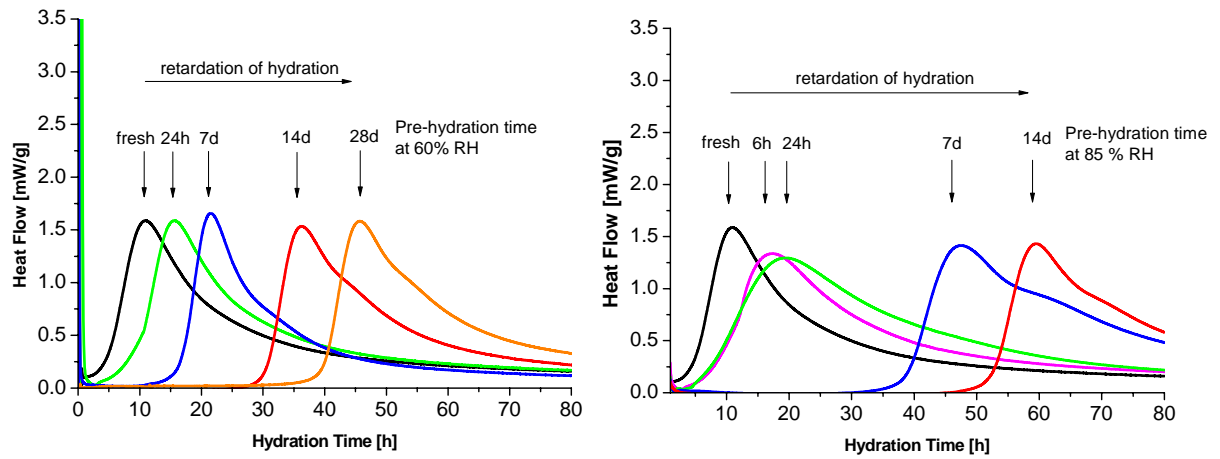 3.5
3.0
2.5
2.0
1.5
1.0
0.5
0.0
Heat Flow [mW/g]
retardation of hydration
fresh 24h 7d 14d 28d
Pre-hydration time
at 60% RH
0 10 20 30 40 50 60 70 80
Hydration Time [h]
3.5
3.0
2.5
2.0
1.5
1.0
0.5
0.0
Heat Flow [mW/g]
retardation of hydration
fresh 6h 24h 7d 14d
Pre-hydration time
at 85 % RH
10 20 30 40 50 60 70 80
Hydration Time [h]